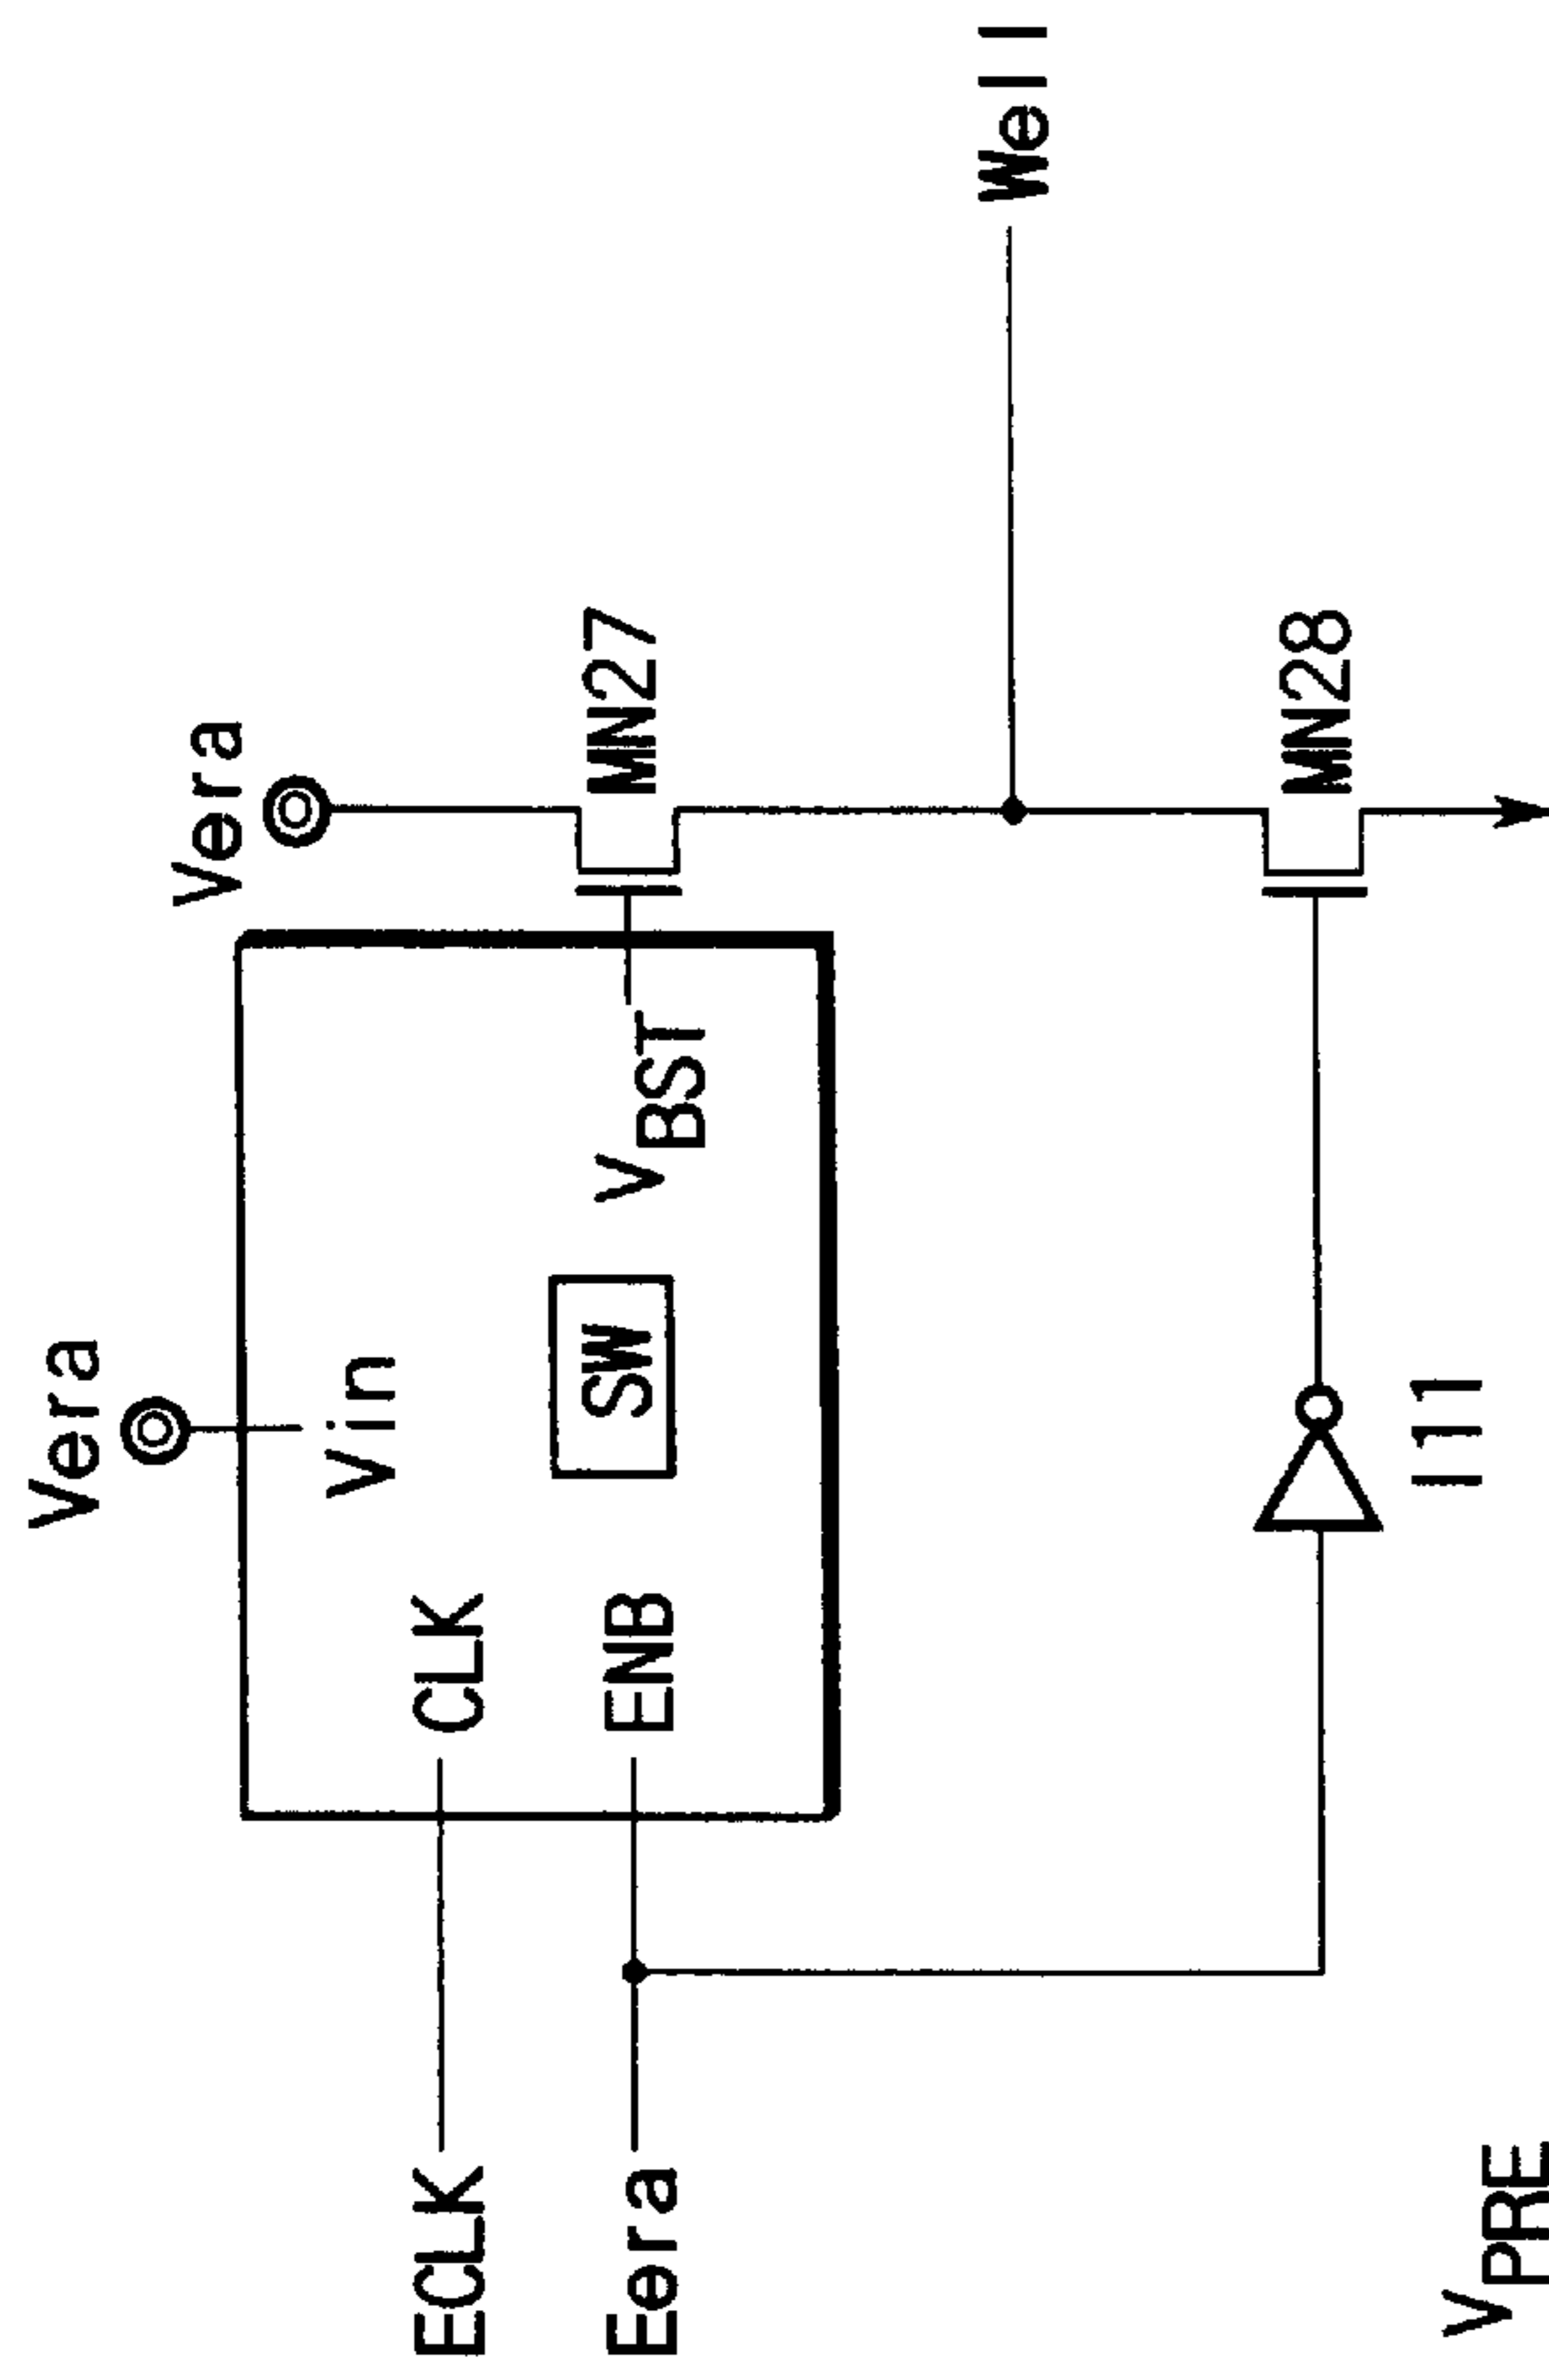 Vera
Vera
Vin
ECLK
CLK
MN27
SW
VBST
Eera
ENB
Well
MN28
I11
VPRE